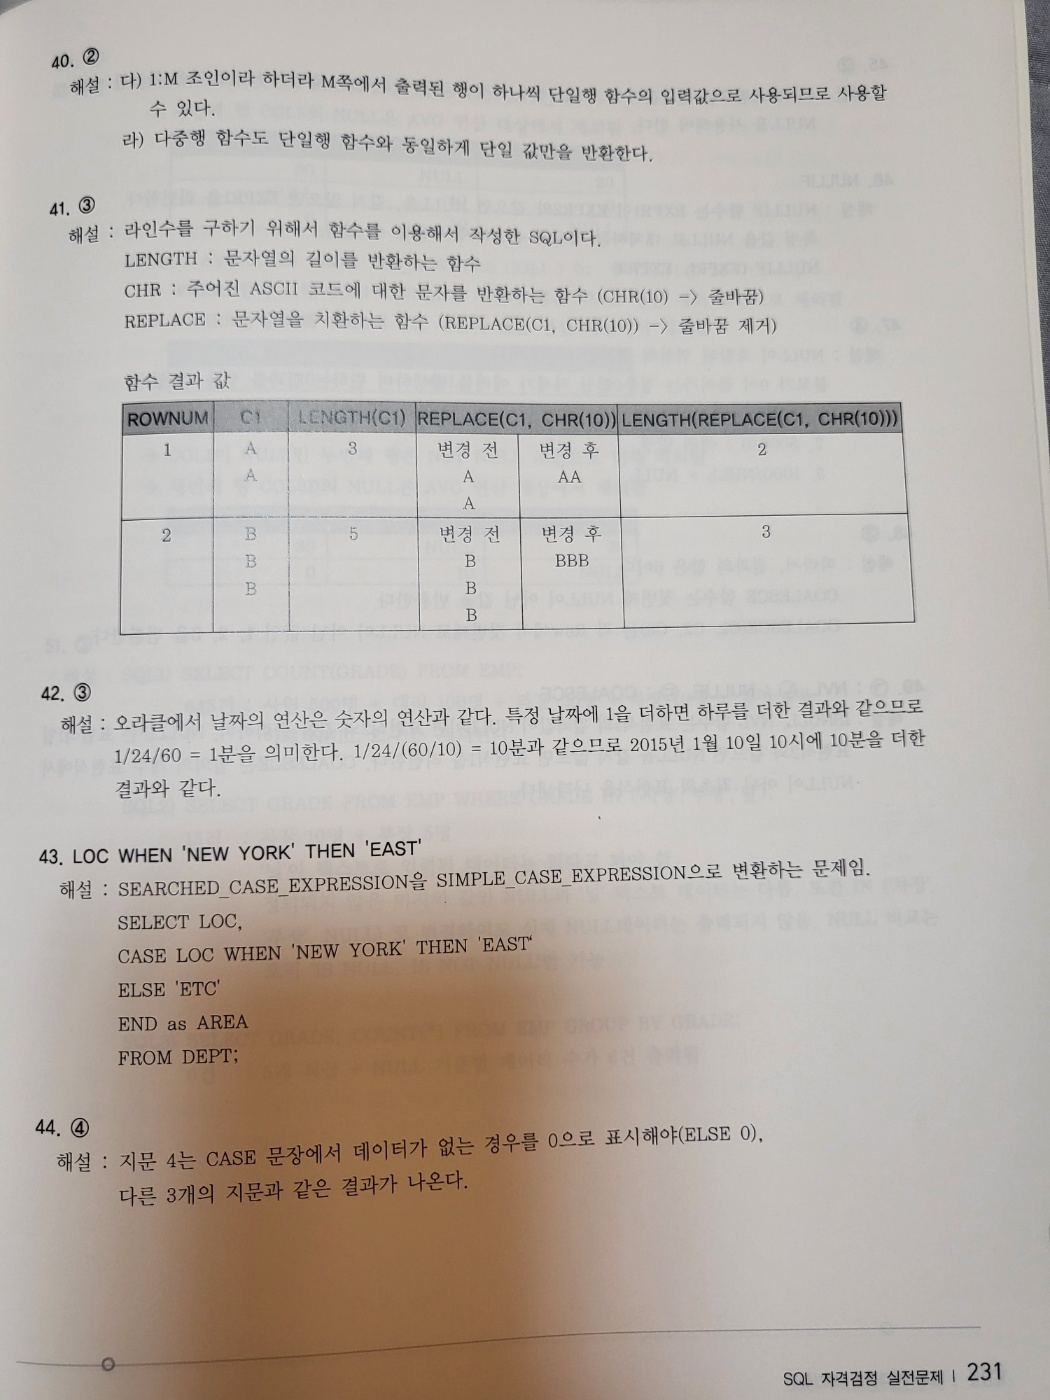 40. ②
해설 : 다) 1:M 조인이라 하더라 M쪽에서 출력된 행이 하나씩 단일행 함수의 입력값으로 사용되므로 사용할
수 있다.
라) 다중행 함수도 단일행 함수와 동일하게 단일 값만을 반환한다.
41. ③
해설 : 라인수를 구하기 위해서 함수를 이용해서 작성한 SQL이다.
LENGTH : 문자열의 길이를 반환하는 함수
CHR : 주어진 ASCII 코드에 대한 문자를 반환하는 함수 (CHR(10) -> 줄바꿈)
REPLACE : 문자열을 치환하는 함수 (REPLACE(C1, CHR(10)) -> 줄바꿈 제거)
함수 결과 값
ROWNUM C1 LENGTH(C1) REPLACE(C1, CHR(10)) LENGTH(REPLACE(C1, CHR(10)))
1 A 3 변경 전 변경 후 2
A A AA
A
2 B 5 변경 전 변경 후 3
B B BBB
B B
B
42. ③
해설 : 오라클에서 날짜의 연산은 숫자의 연산과 같다. 특정 날짜에 1을 더하면 하루를 더한 결과와 같으므로
1/24/60 = 1분을 의미한다. 1/24/(60/10) = 10분과 같으므로 2015년 1월 10일 10시에 10분을 더한
결과와 같다.
43. LOC WHEN 'NEW YORK' THEN 'EAST'
해설 : SEARCHED_CASE_EXPRESSION을 SIMPLE_CASE_EXPRESSION으로 변환하는 문제임.
SELECT LOC,
CASE LOC WHEN 'NEW YORK' THEN 'EAST'
ELSE 'ETC'
END as AREA
FROM DEPT;
44. ④
해설 : 지문 4는 CASE 문장에서 데이터가 없는 경우를 0으로 표시해야(ELSE 0),
다른 3개의 지문과 같은 결과가 나온다.
SQL 자격검정 실전문제 | 231